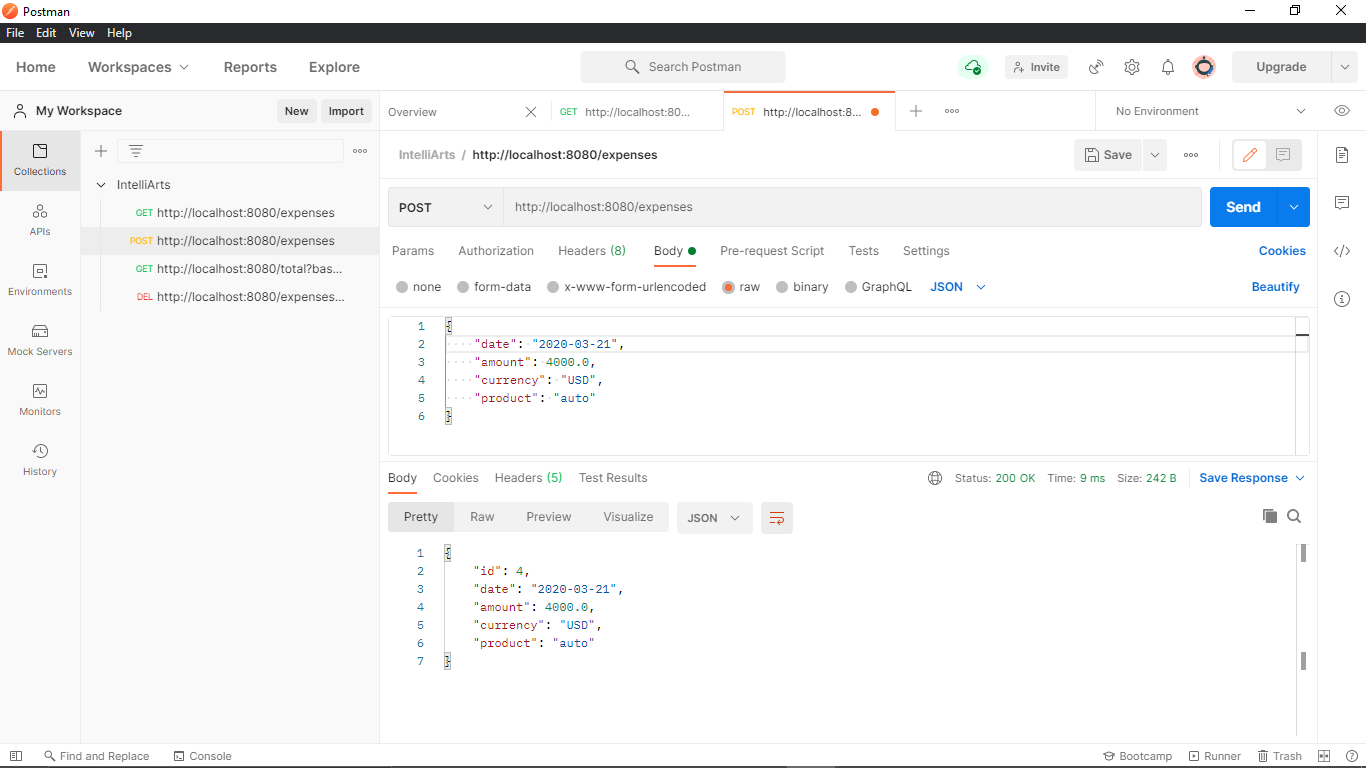 Postman
File Edit View Help
Home Workspaces Reports Explore Search Postman Invite Upgrade
My Workspace New Import
Overview GET http://localhost:80... POST http://localhost:8... No Environment
Collections
APIs
Environments
Mock Servers
Monitors
History
IntelliArts
GET http://localhost:8080/expenses
POST http://localhost:8080/expenses
GET http://localhost:8080/total?bas...
DEL http://localhost:8080/expenses...
IntelliArts / http://localhost:8080/expenses Save
POST http://localhost:8080/expenses Send
Params Authorization Headers (8) Body Pre-request Script Tests Settings Cookies
none form-data x-www-form-urlencoded raw binary GraphQL JSON Beautify
1 {
2 "date": "2020-03-21",
3 "amount": 4000.0,
4 "currency": "USD",
5 "product": "auto"
6 }
Body Cookies Headers (5) Test Results Status: 200 OK Time: 9 ms Size: 242 B Save Response
Pretty Raw Preview Visualize JSON
1 {
2 "id": 4,
3 "date": "2020-03-21",
4 "amount": 4000.0,
5 "currency": "USD",
6 "product": "auto"
7 }
Find and Replace Console Bootcamp Runner Trash